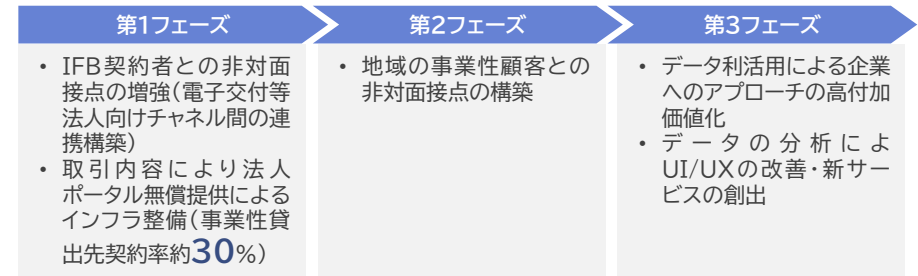 第1フェーズ
第2フェーズ
第3フェーズ
• IFB契約者との非対面
接点の増強(電子交付等
法人向けチャネル間の連
携構築)
• 取引内容により法人
ポータル無償提供による
インフラ整備(事業性貸
出先契約率約30%)
• 地域の事業性顧客との
非対面接点の構築
• データ利活用による企業
へのアプローチの高付加
価値化
• データの分析によ
UI/UXの改善・新サー
ビスの創出